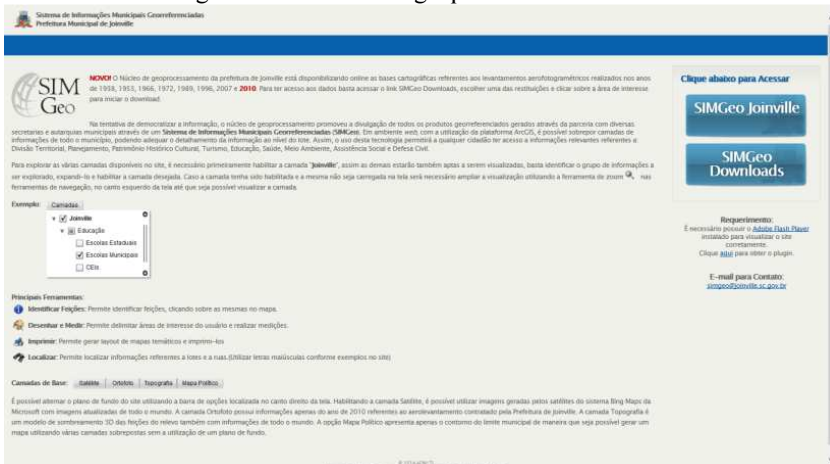 Sistema de Informações Municipais Georreferenciadas
Prefeitura Municipal de Joinville
SIM
Geo
NOVO! O Núcleo de geoprocessamento da prefeitura de Joinville está disponibilizando online as bases cartográficas referentes aos levantamentos aerofotogramétricos realizados nos anos
de 1938, 1953, 1966, 1972, 1989, 1996, 2007 e 2010. Para ter acesso aos dados basta acessar o link SIMGeo Downloads, escolher uma das restituições e clicar sobre a área de interesse
para iniciar o download.
Na tentativa de democratizar a informação, o núcleo de geoprocessamento promoveu a divulgação de todos os produtos georreferenciados gerados através da parceria com diversas
secretarias e autarquias municipais através de um Sistema de Informações Municipais Georreferenciadas (SIMGeo). Em ambiente web, com a utilização da plataforma ArcGIS, é possível sobrepor camadas de
informações de todo o município, podendo adequar o detalhamento da informação ao nível do lote. Assim, o uso desta tecnologia permitirá a qualquer cidadão ter acesso a informações relevantes referentes a:
Divisão Territorial, Planejamento, Patrimônio Histórico Cultural, Turismo, Educação, Saúde, Meio Ambiente, Assistência Social e Defesa Civil.
Para explorar as várias camadas disponíveis no site, é necessário primeiramente habilitar a camada "Joinville", assim as demais estarão também aptas a serem visualizadas, basta identificar o grupo de informações a
ser explorado, expandi-lo e habilitar a camada desejada. Caso a camada tenha sido habilitada e a mesma não seja carregada na tela será necessário ampliar a visualização utilizando a ferramenta de zoom, nas
ferramentas de navegação, no canto esquerdo da tela até que seja possível visualizar a camada.
Exemplo: Camadas
Joinville
Educação
Escolas Estaduais
Escolas Municipais
CEIs
Principais Ferramentas:
Identificar Feições: Permite identificar feições, clicando sobre as mesmas no mapa.
Desenhar e Medir: Permite delimitar áreas de interesse do usuário e realizar medições.
Imprimir: Permite gerar layout de mapas temáticos e imprimi-los
Localizar: Permite localizar informações referentes a lotes e a ruas.(Utilizar letras maiúsculas conforme exemplos no site)
Camadas de Base: Satélite Ortofoto Topografia Mapa Político
É possível alternar o plano de fundo do site utilizando a barra de opções localizada no canto direito da tela. Habilitando a camada Satélite, é possível utilizar imagens geradas pelos satélites do sistema Bing Maps da
Microsoft com imagens atualizadas de todo o mundo. A camada Ortofoto possui informações apenas do ano de 2010 referentes ao aerolevantamento contratado pela Prefeitura de Joinville. A camada Topografia é
um modelo de sombreamento 3D das feições do relevo também com informações de todo o mundo. A opção Mapa Político apresenta apenas o contorno do limite municipal de maneira que seja possível gerar um
mapa utilizando várias camadas sobrepostas sem a utilização de um plano de fundo.
Clique abaixo para Acessar
SIMGeo Joinville
SIMGeo
Downloads
Requerimento:
É necessário possuir o Adobe Flash Player
instalado para visualizar o site
corretamente.
Clique aqui para obter o plugin.
E-mail para Contato:
simgeo@joinville.sc.gov.br